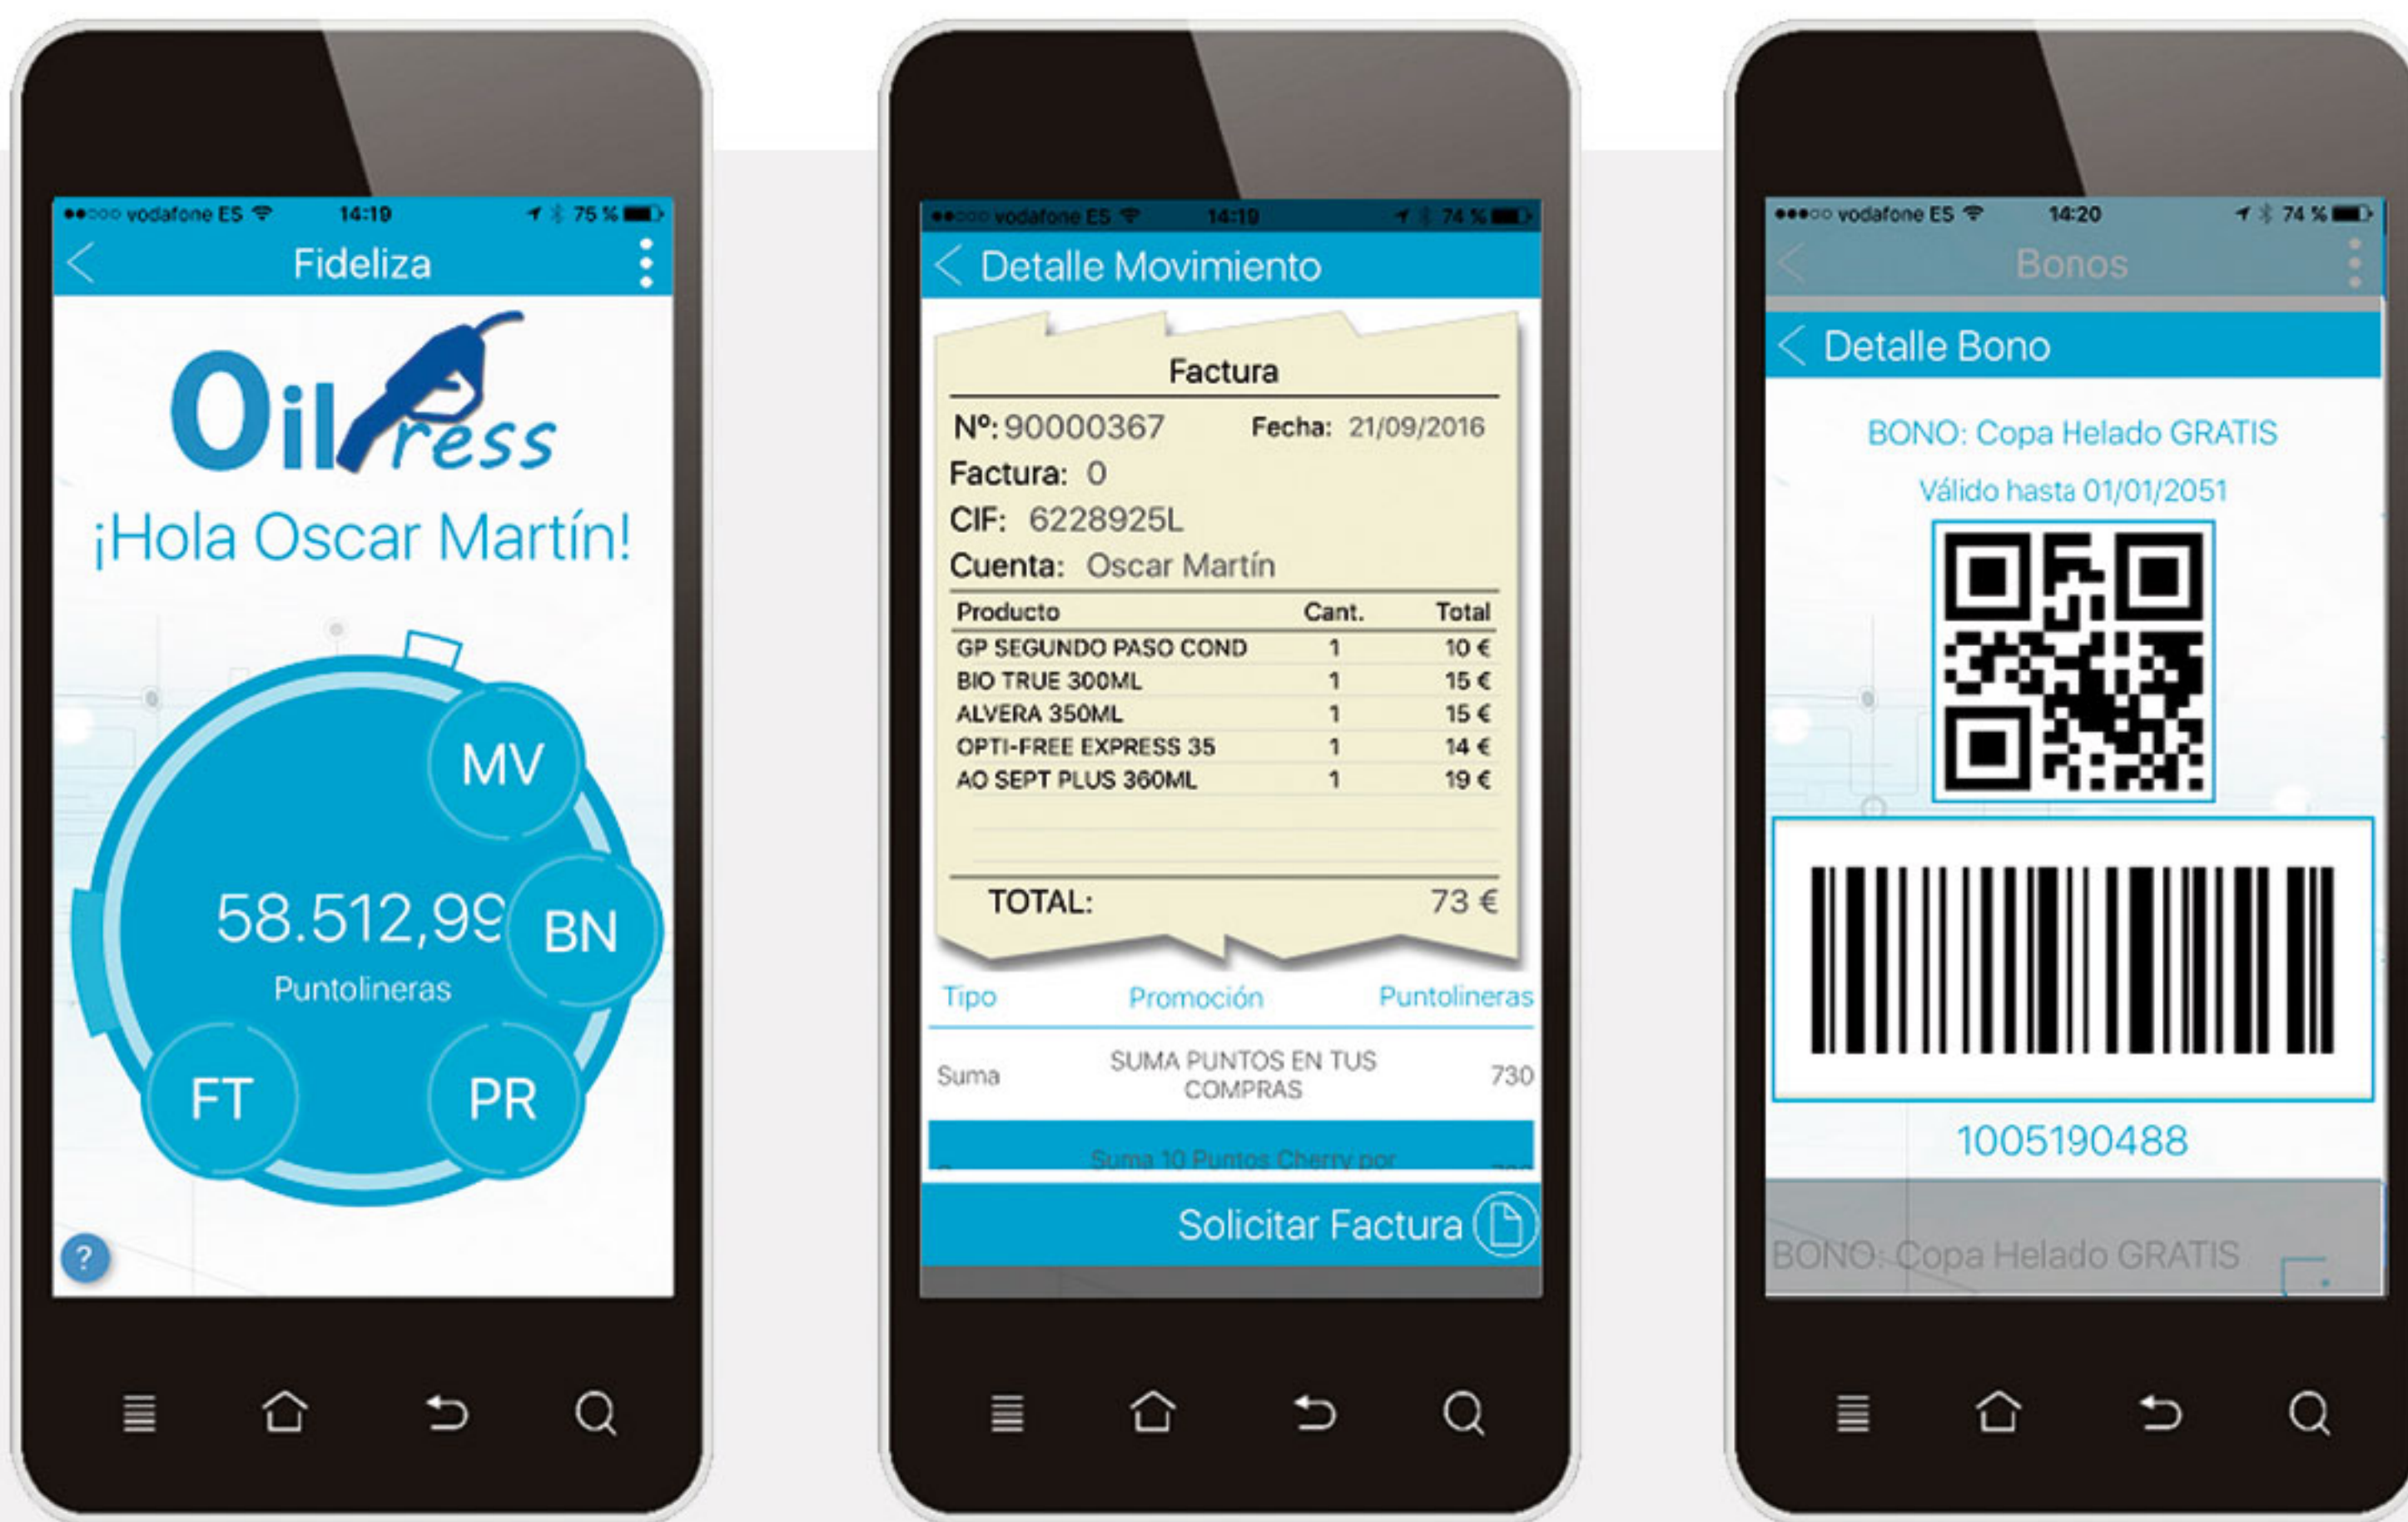 vodafone ES 14:19 75 %
Fideliza
OilPress
¡Hola Oscar Martín!
MV
58.512,99
BN
Puntolineras
FT
PR
?
vodafone ES 14:19 74 %
Detalle Movimiento
Factura
Nº: 90000367 Fecha: 21/09/2016
Factura: 0
CIF: 6228925L
Cuenta: Oscar Martín
Producto Cant. Total
GP SEGUNDO PASO COND 1 10 €
BIO TRUE 300ML 1 15 €
ALVERA 350ML 1 15 €
OPTI-FREE EXPRESS 35 1 14 €
AO SEPT PLUS 360ML 1 19 €
TOTAL: 73 €
Tipo Promoción Puntolineras
SUMA PUNTOS EN TUS
Suma 730
COMPRAS
Suma 10 Puntos Cherry por
Solicitar Factura
vodafone ES 14:20 74 %
Bonos
Detalle Bono
BONO: Copa Helado GRATIS
Válido hasta 01/01/2051
1005190488
BONO: Copa Helado GRATIS